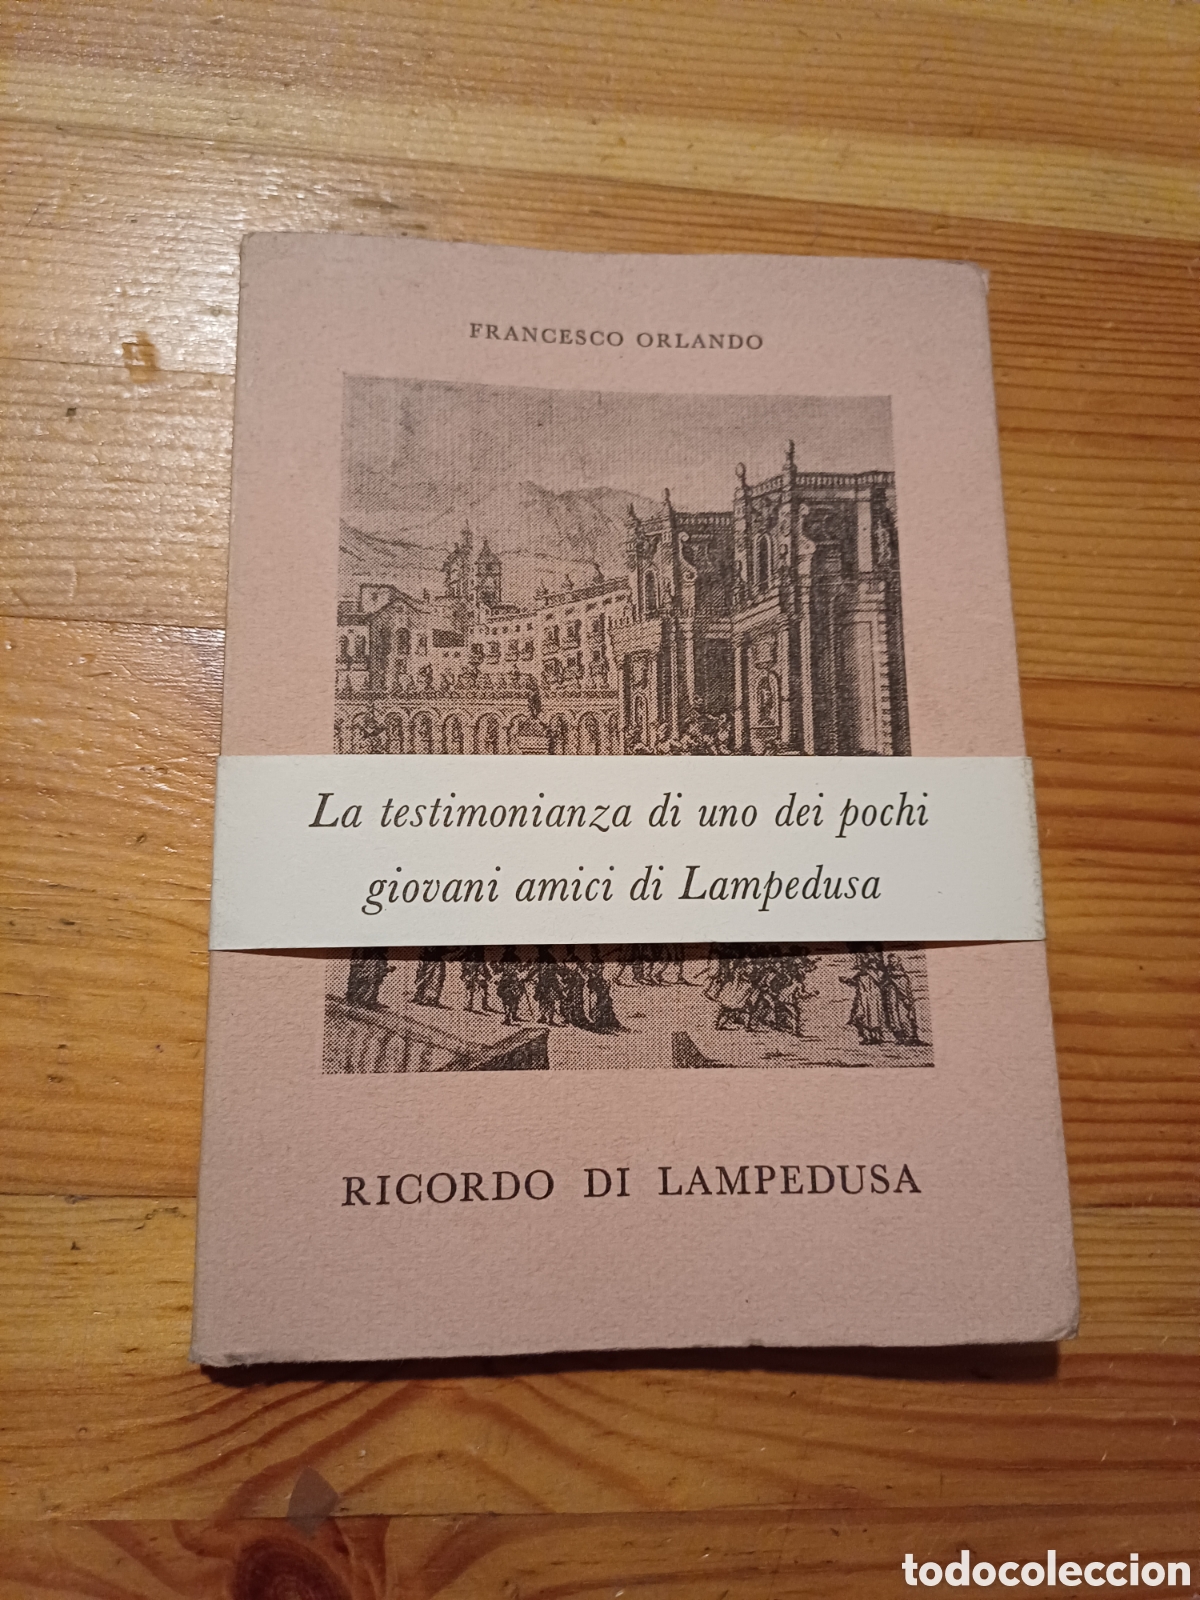 FRANCESCO ORLANDO
La testimonianza di uno dei pochi
giovani amici di Lampedusa
RICORDO DI LAMPEDUSA
todocoleccion